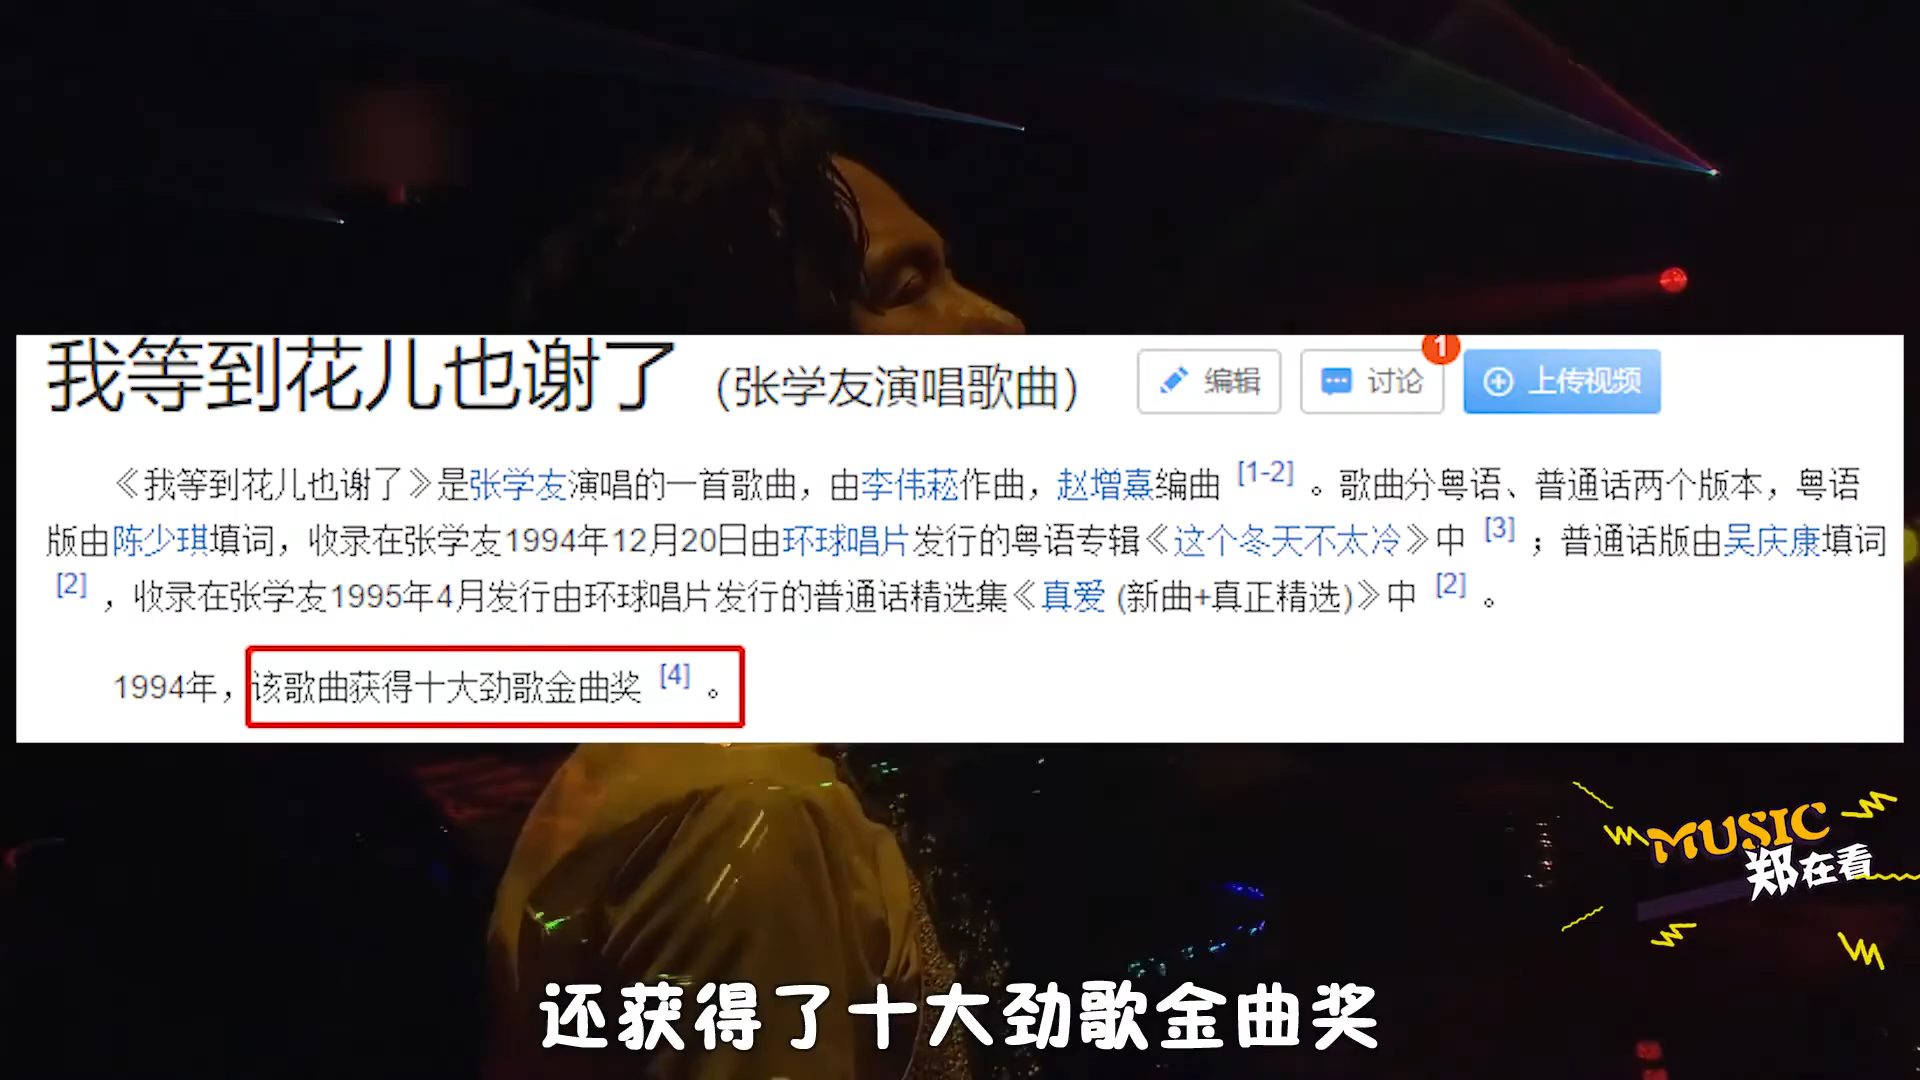 我等到花儿也谢了 (张学友演唱歌曲) 编辑 讨论 1 上传视频
《我等到花儿也谢了》是张学友演唱的一首歌曲，由李伟菘作曲，赵增熹编曲 [1-2] 。歌曲分粤语、普通话两个版本，粤语
版由陈少琪填词，收录在张学友1994年12月20日由环球唱片发行的粤语专辑《这个冬天不太冷》中 [3] ；普通话版由吴庆康填词
[2] ，收录在张学友1995年4月发行由环球唱片发行的普通话精选集《真爱 (新曲+真正精选)》中 [2] 。
1994年，该歌曲获得十大劲歌金曲奖 [4] 。
MUSIC
郑在看
还获得了十大劲歌金曲奖